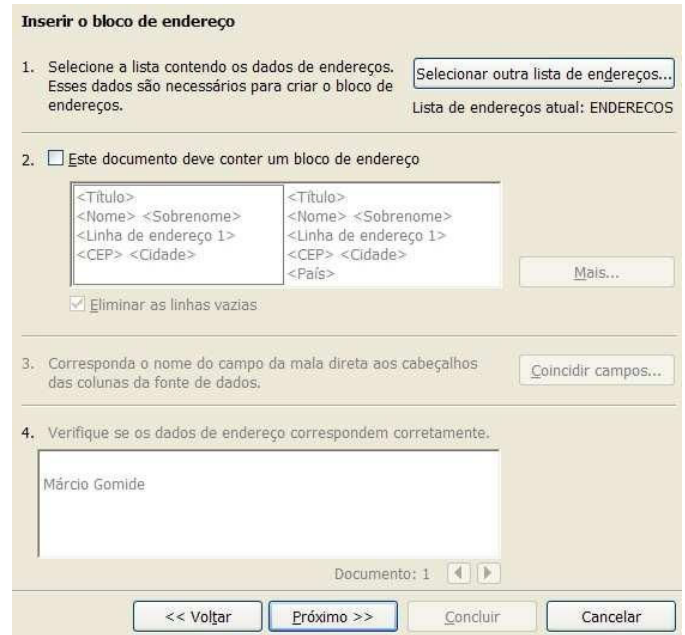 Inserir o bloco de endereço
1. Selecione a lista contendo os dados de endereços.
Esses dados são necessários para criar o bloco de
endereços.
Selecionar outra lista de endereços...
Lista de endereços atual: ENDERECOS
2. Este documento deve conter um bloco de endereço
<Título>
<Nome> <Sobrenome>
<Linha de endereço 1>
<CEP> <Cidade>
<Título>
<Nome> <Sobrenome>
<Linha de endereço 1>
<CEP> <Cidade>
<País>
Mais...
Eliminar as linhas vazias
3. Corresponda o nome do campo da mala direta aos cabeçalhos
das colunas da fonte de dados.
Coincidir campos...
4. Verifique se os dados de endereço correspondem corretamente.
Márcio Gomide
Documento: 1
<< Voltar
Próximo >>
Concluir
Cancelar